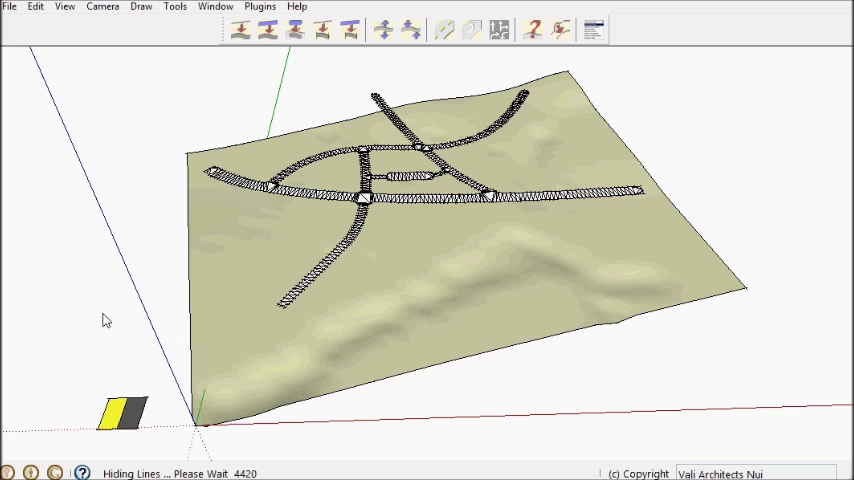 File Edit View Camera Draw Tools Window Plugins Help
Hiding Lines ... Please Wait 4420
(c) Copyright Vali Architects Nui